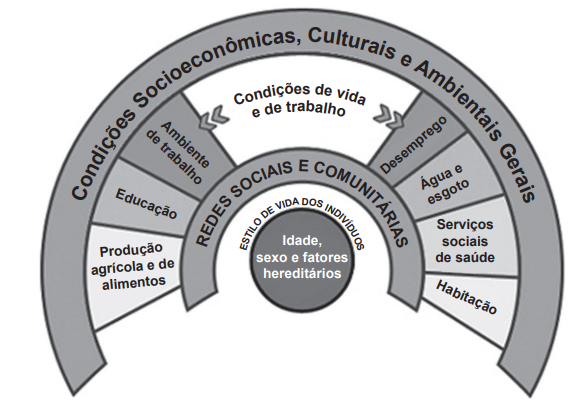 Condições Socioeconômicas, Culturais e Ambientais Gerais
Condições de vida
e de trabalho
Ambiente
de trabalho
Desemprego
Educação
Água e
esgoto
Produção
agrícola e de
alimentos
Serviços
sociais
de saúde
Habitação
REDES SOCIAIS E COMUNITÁRIAS
ESTILO DE VIDA DOS INDIVÍDUOS
Idade,
sexo e fatores
hereditários